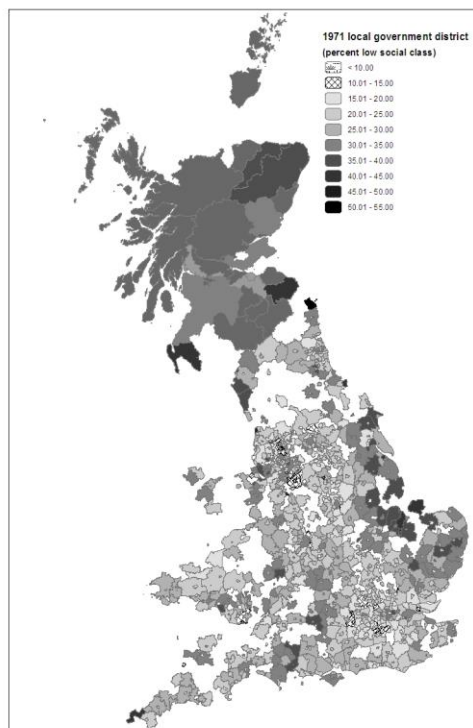 1971 local government district
(percent low social class)
< 10.00
10.01 - 15.00
15.01 - 20.00
20.01 - 25.00
25.01 - 30.00
30.01 - 35.00
35.01 - 40.00
40.01 - 45.00
45.01 - 50.00
50.01 - 55.00